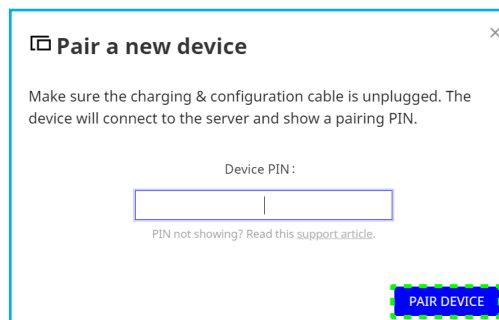 Pair a new device
Make sure the charging & configuration cable is unplugged. The
device will connect to the server and show a pairing PIN.
Device PIN:
PIN not showing? Read this support article.
PAIR DEVICE